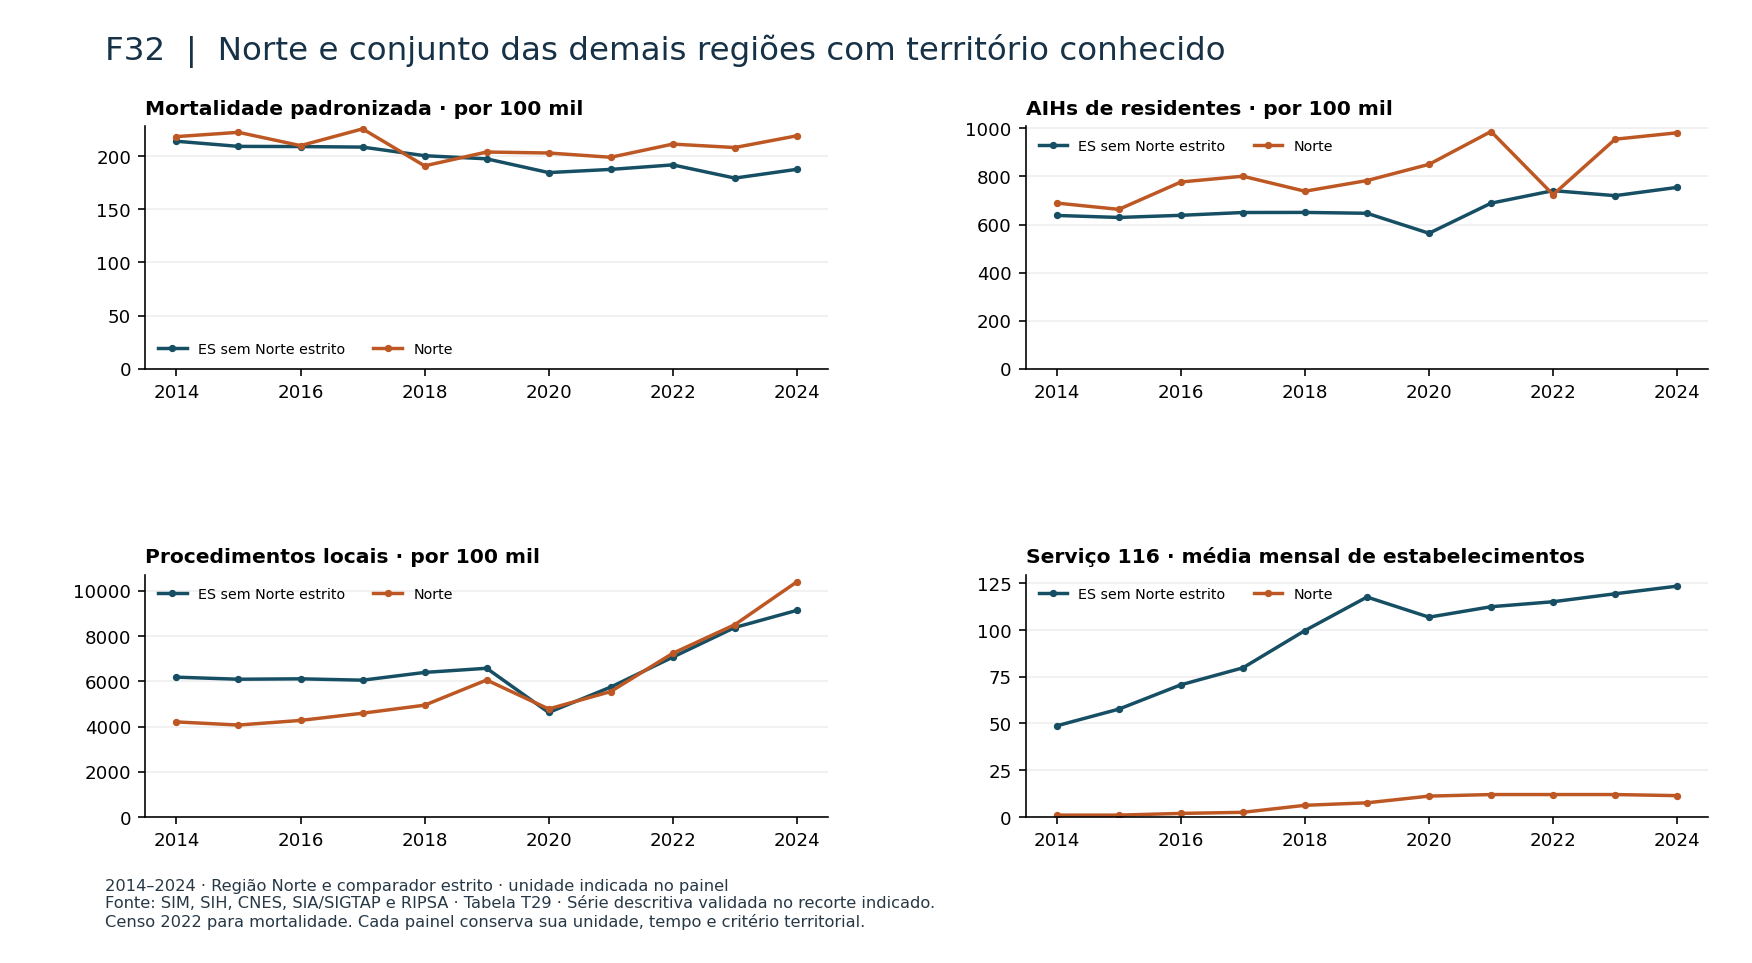 F32 | Norte e conjunto das demais regiões com território conhecido
Mortalidade padronizada · por 100 mil
200
150
100
50
0
ES sem Norte estrito
Norte
2014
2016
2018
2020
2022
2024
AIHs de residentes · por 100 mil
1000
800
600
400
200
0
ES sem Norte estrito
Norte
2014
2016
2018
2020
2022
2024
Procedimentos locais · por 100 mil
10000
8000
6000
4000
2000
0
ES sem Norte estrito
Norte
2014
2016
2018
2020
2022
2024
Serviço 116 · média mensal de estabelecimentos
125
100
75
50
25
0
ES sem Norte estrito
Norte
2014
2016
2018
2020
2022
2024
2014–2024 · Região Norte e comparador estrito · unidade indicada no painel
Fonte: SIM, SIH, CNES, SIA/SIGTAP e RIPSA · Tabela T29 · Série descritiva validada no recorte indicado.
Censo 2022 para mortalidade. Cada painel conserva sua unidade, tempo e critério territorial.